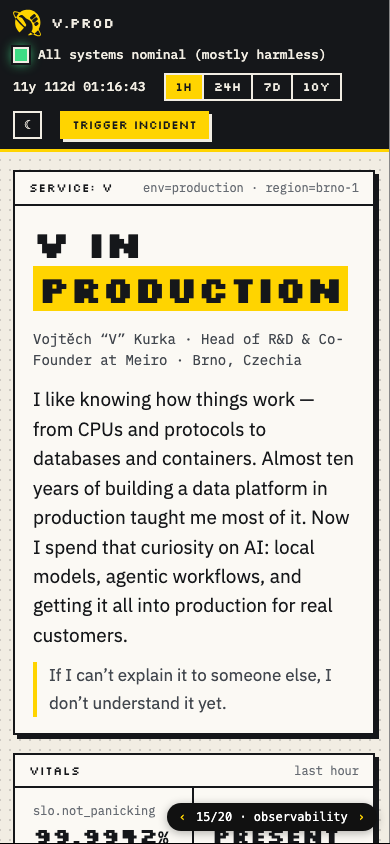 V.PROD
All systems nominal (mostly harmless)
11y 112d 01:16:43 1H 24H 7D 10Y
☾ TRIGGER INCIDENT
SERVICE: V env=production · region=brno-1
V IN
PRODUCTION
Vojtěch “V” Kurka · Head of R&D & Co-
Founder at Meiro · Brno, Czechia
I like knowing how things work —
from CPUs and protocols to
databases and containers. Almost ten
years of building a data platform in
production taught me most of it. Now
I spend that curiosity on AI: local
models, agentic workflows, and
getting it all into production for real
customers.
If I can’t explain it to someone else, I
don’t understand it yet.
VITALS last hour
slo.not_panicking
‹ 15/20 · observability ›
99.9942% PRESENT